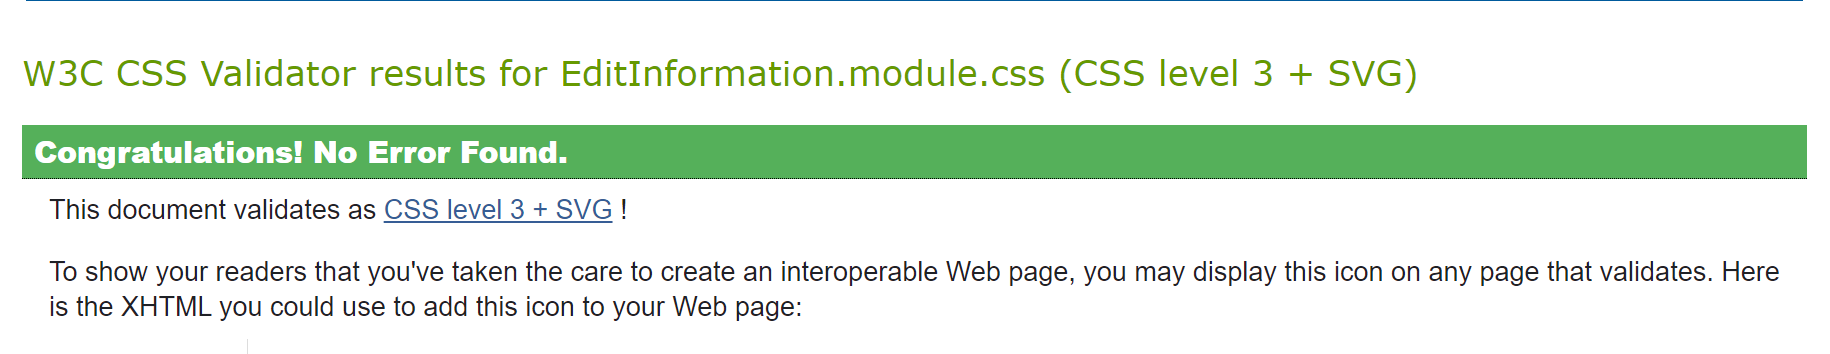 W3C CSS Validator results for EditInformation.module.css (CSS level 3 + SVG)
Congratulations! No Error Found.
This document validates as CSS level 3 + SVG !
To show your readers that you've taken the care to create an interoperable Web page, you may display this icon on any page that validates. Here
is the XHTML you could use to add this icon to your Web page: